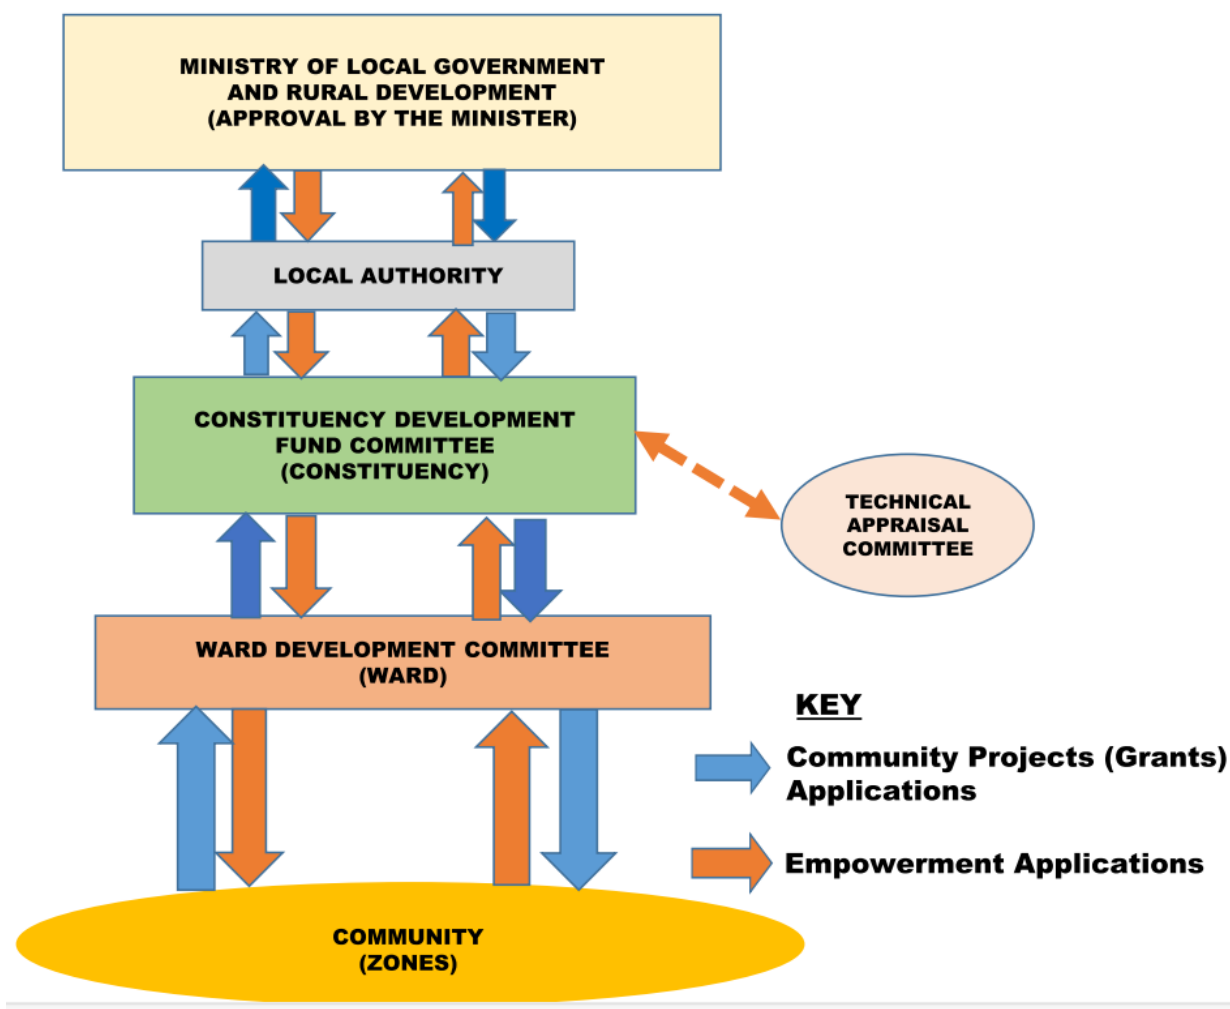 MINISTRY OF LOCAL GOVERNMENT
AND RURAL DEVELOPMENT
(APPROVAL BY THE MINISTER)
LOCAL AUTHORITY
CONSTITUENCY DEVELOPMENT
FUND COMMITTEE
(CONSTITUENCY)
TECHNICAL
APPRAISAL
COMMITTEE
WARD DEVELOPMENT COMMITTEE
(WARD)
KEY
Community Projects (Grants)
Applications
Empowerment Applications
COMMUNITY
(ZONES)